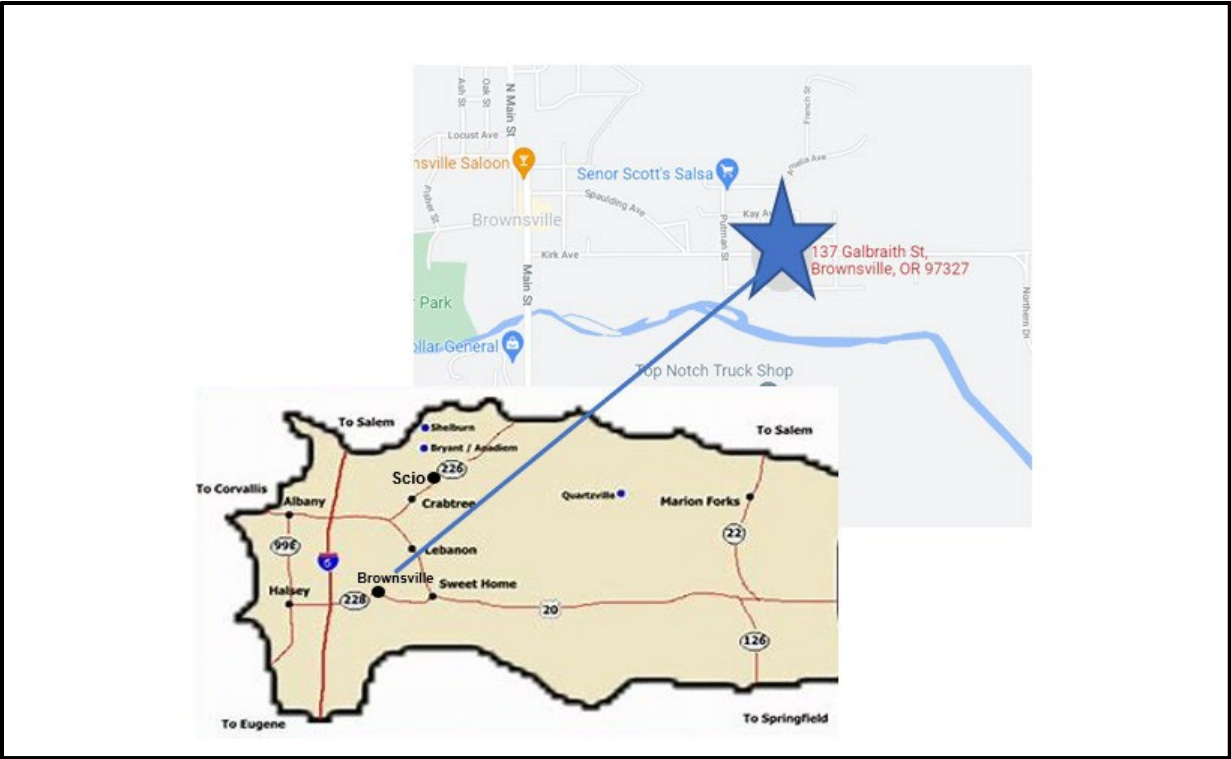 Ash St
Oak St
N Main St
French St
Locust Ave
nsville Saloon
Senor Scott's Salsa
Amelia Ave
Fisher St
Spaulding Ave
Brownsville
Kay Av
Putman St
Kirk Ave
137 Galbraith St,
Brownsville, OR 97327
Main St
r Park
Northern Dr
ollar General
Top Notch Truck Shop
To Salem
Shelburn
To Salem
Bryant / Anadiem
Scio
226
To Corvallis
Albany
Crabtree
Quartzville
Marion Forks
99E
22
Lebanon
5
Brownsville
Sweet Home
Halsey
228
20
126
To Eugene
To Springfield